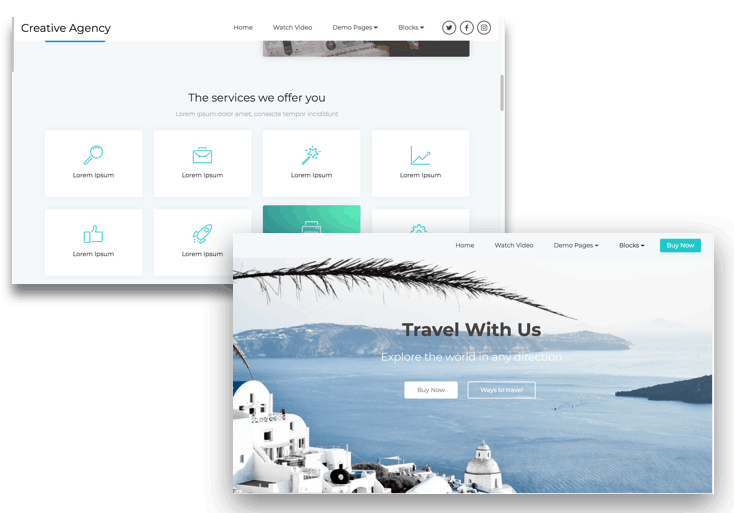 Creative Agency
Home Watch Video Demo Pages Blocks
The services we offer you
Lorem ipsum dolor amet, consecte tempor incididunt
Lorem Ipsum Lorem Ipsum Lorem Ipsum Lorem Ipsum
Lorem Ipsum Lorem Ipsum
Home Watch Video Demo Pages Blocks Buy Now
Travel With Us
Explore the world in any direction
Buy Now Ways to travel